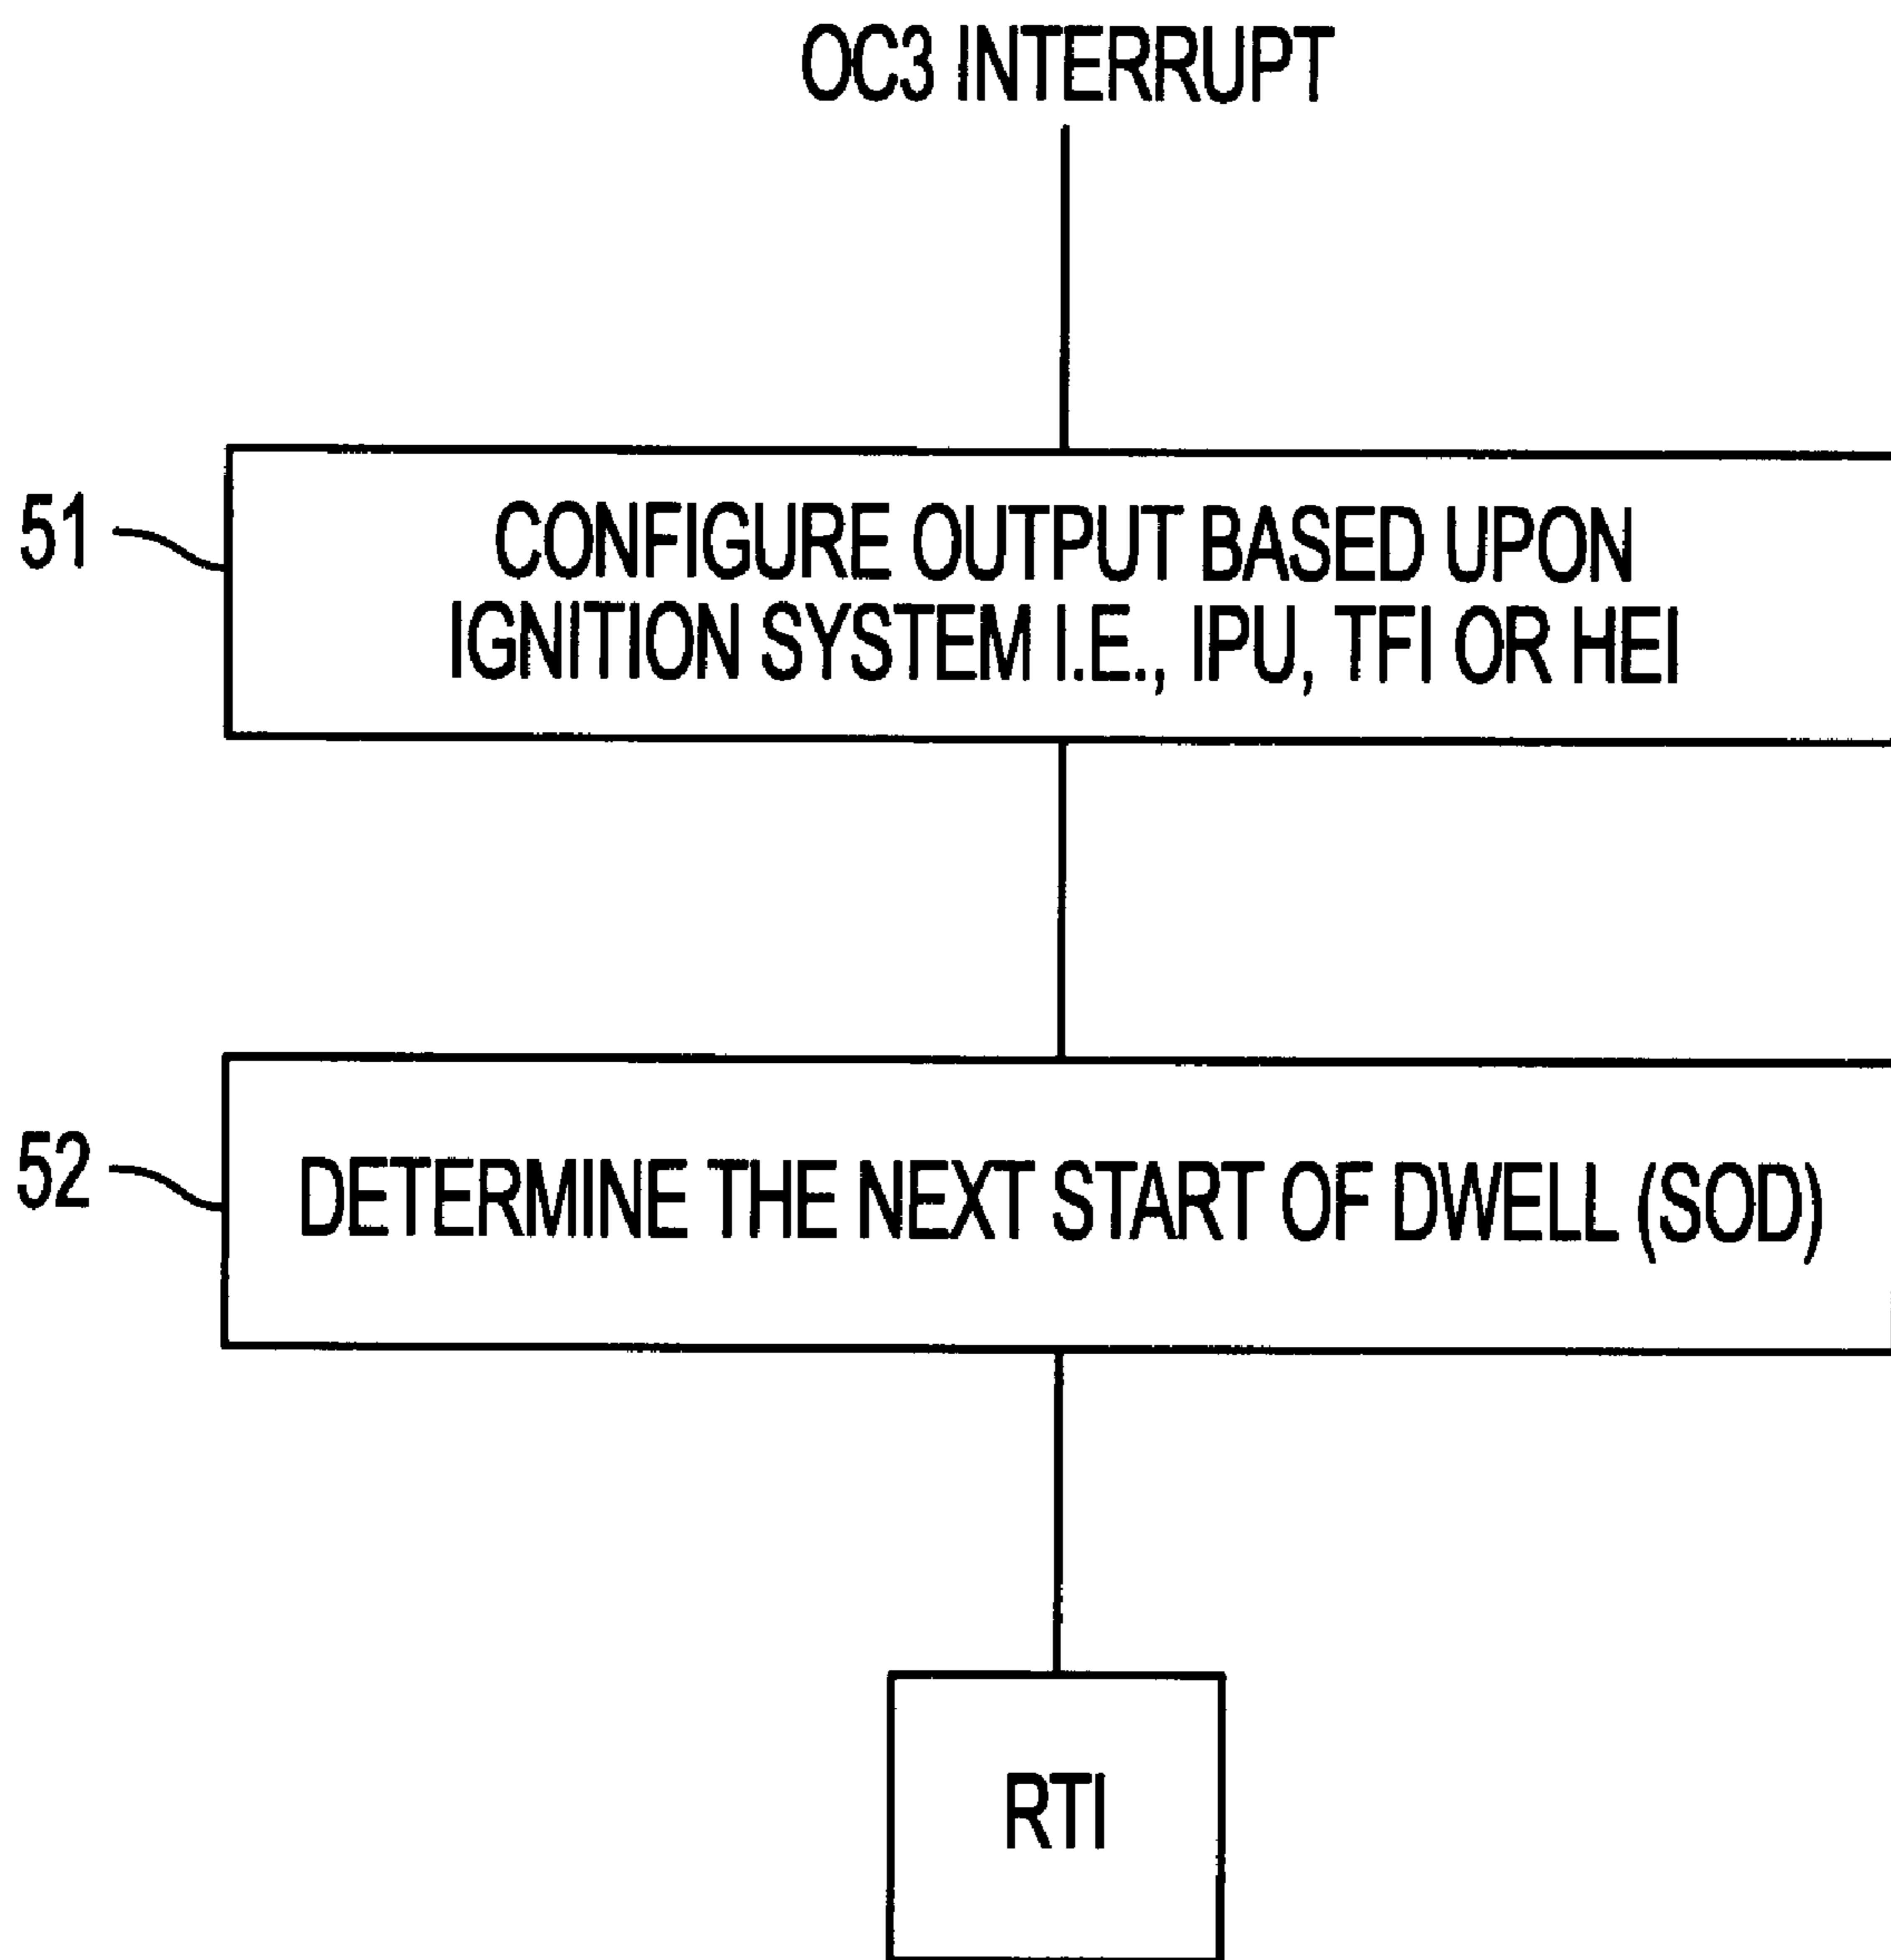 OC3 INTERRUPT
51
CONFIGURE OUTPUT BASED UPON
IGNITION SYSTEM I.E., IPU, TFI OR HEI
52
DETERMINE THE NEXT START OF DWELL (SOD)
RTI